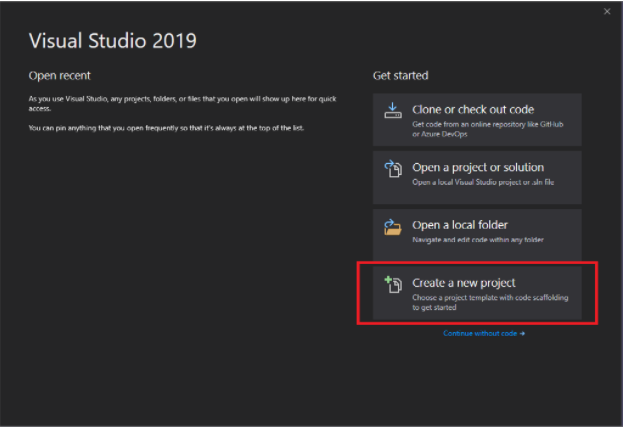 Visual Studio 2019
Open recent
As you use Visual Studio, any projects, folders, or files that you open will show up here for quick
access.
You can pin anything that you open frequently so that it's always at the top of the list.
Get started
Clone or check out code
Get code from an online repository like GitHub
or Azure DevOps
Open a project or solution
Open a local Visual Studio project or .sln file
Open a local folder
Navigate and edit code within any folder
Create a new project
Choose a project template with code scaffolding
to get started
Continue without code →